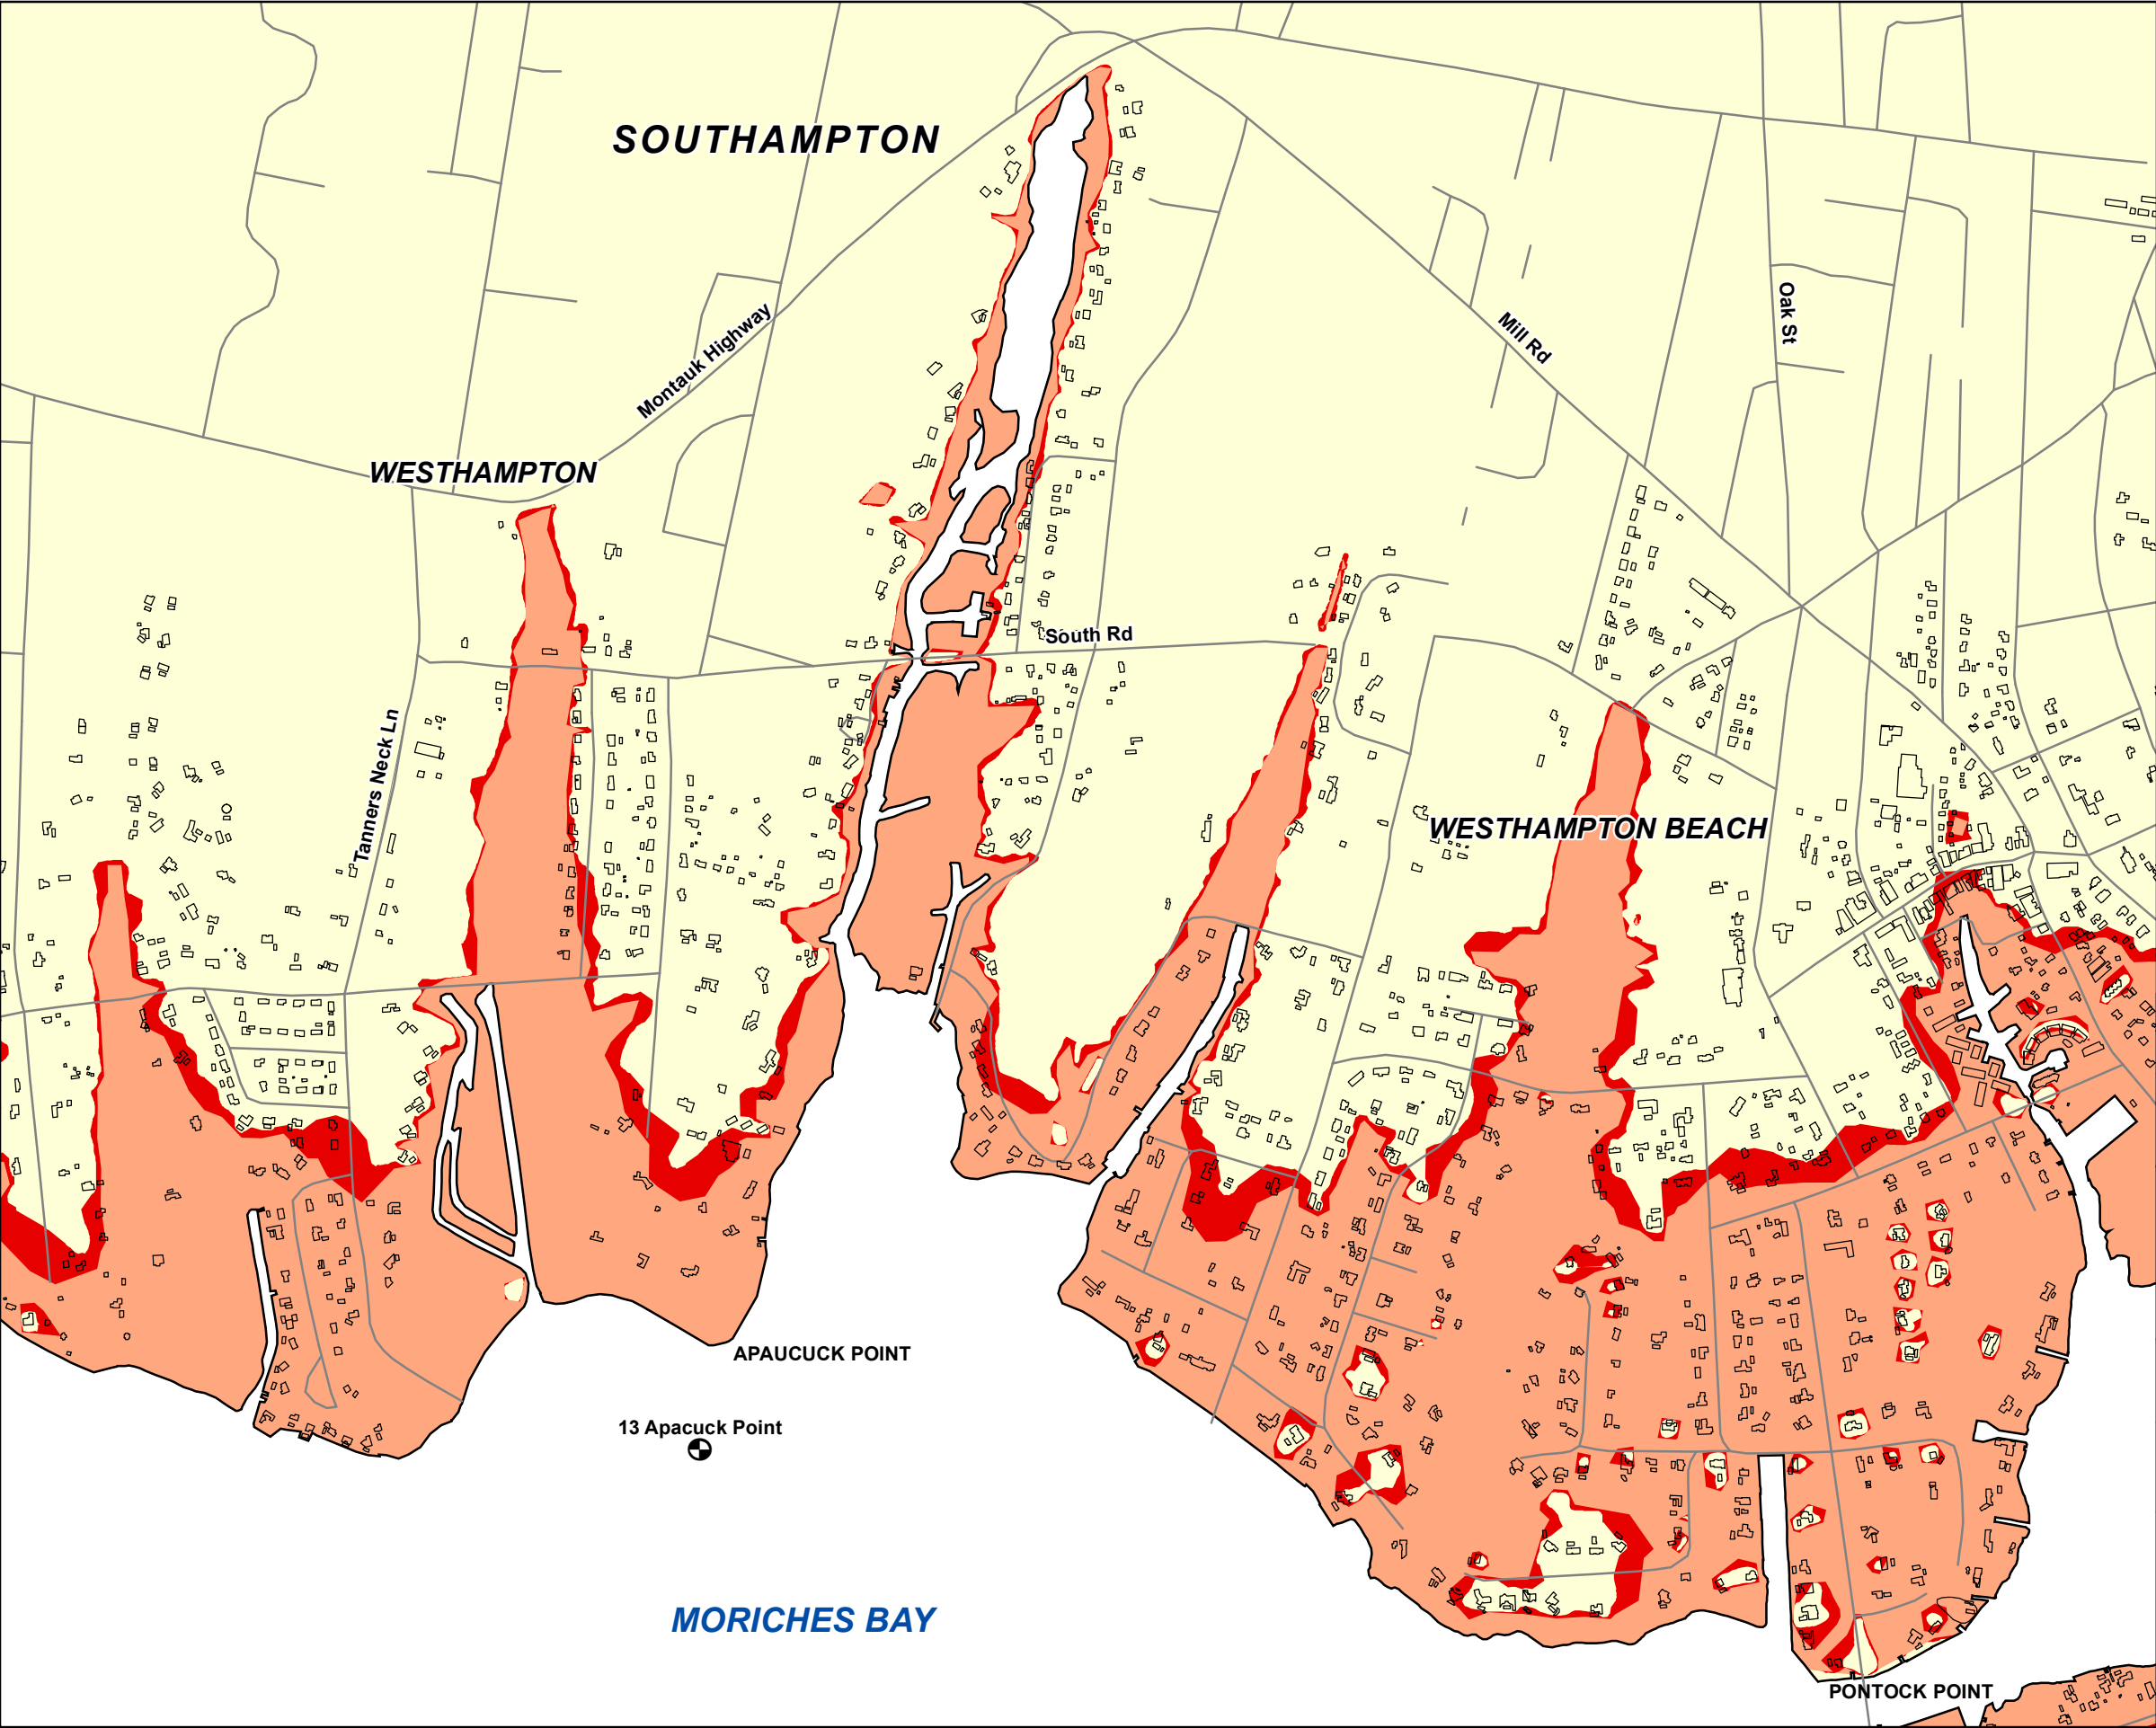 SOUTHAMPTON
Montauk Highway
Mill Rd
Oak St
WESTHAMPTON
South Rd
Tanners Neck Ln
WESTHAMPTON BEACH
APAUCUCK POINT
13 Apacuck Point
MORICHES BAY
PONTOCK POINT